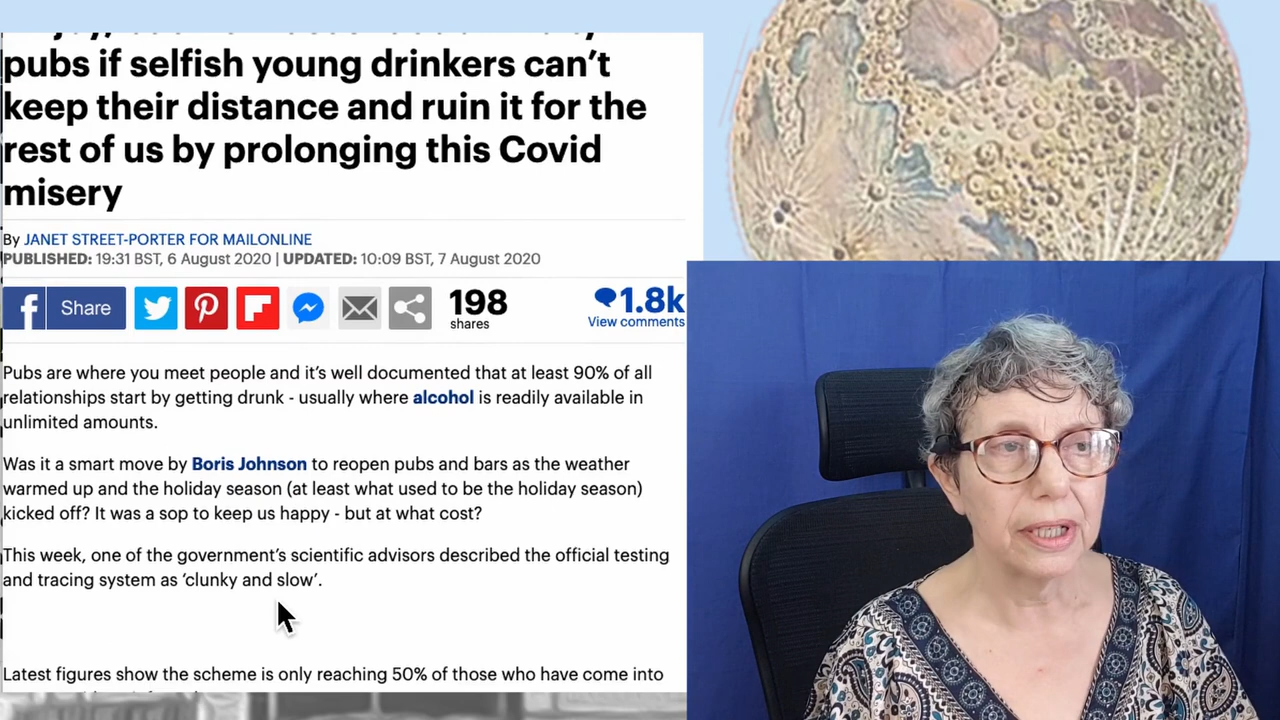 pubs if selfish young drinkers can't
keep their distance and ruin it for the
rest of us by prolonging this Covid
misery
By JANET STREET-PORTER FOR MAILONLINE
PUBLISHED: 19:31 BST, 6 August 2020 | UPDATED: 10:09 BST, 7 August 2020
f Share
198
shares
1.8k
View comments
Pubs are where you meet people and it's well documented that at least 90% of all
relationships start by getting drunk - usually where alcohol is readily available in
unlimited amounts.
Was it a smart move by Boris Johnson to reopen pubs and bars as the weather
warmed up and the holiday season (at least what used to be the holiday season)
kicked off? It was a sop to keep us happy - but at what cost?
This week, one of the government's scientific advisors described the official testing
and tracing system as 'clunky and slow'.
Latest figures show the scheme is only reaching 50% of those who have come into